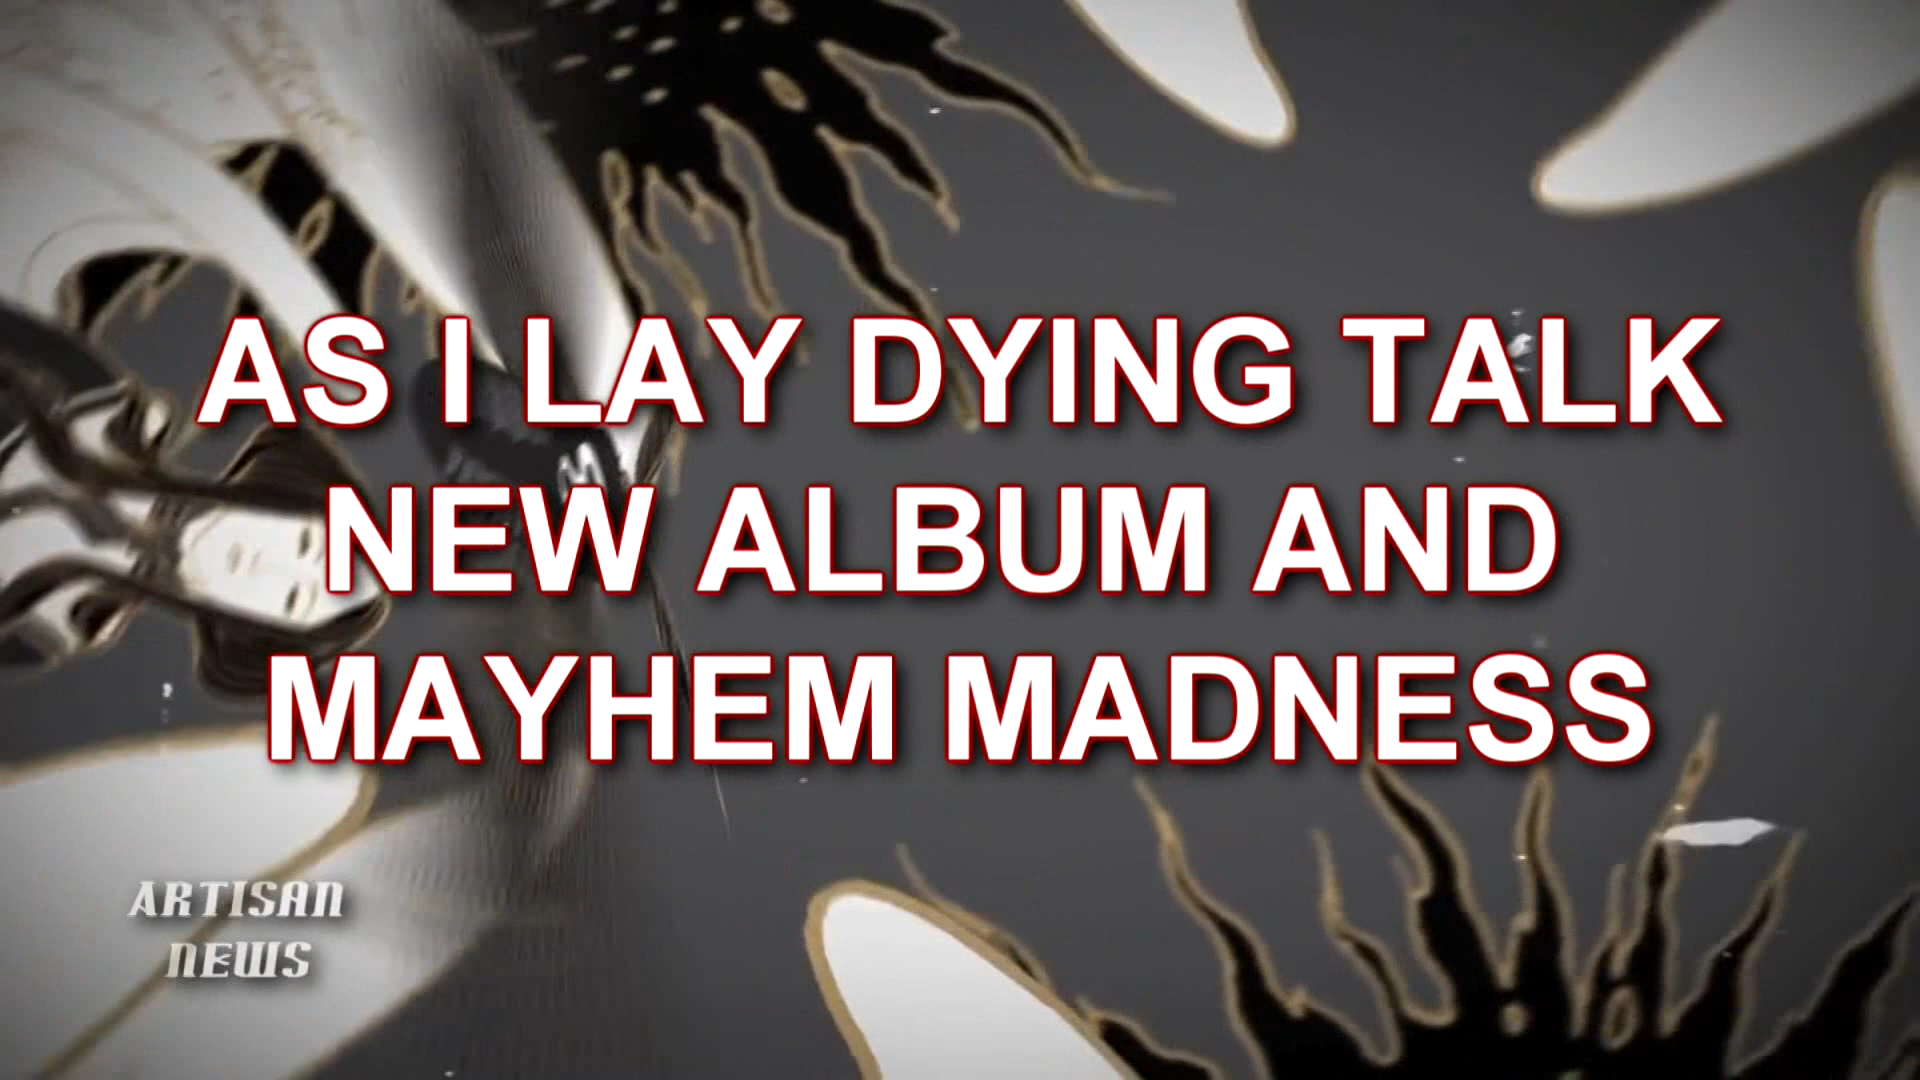 AS I LAY DYING TALK
NEW ALBUM AND
MAYHEM MADNESS
ARTISAN
NEWS